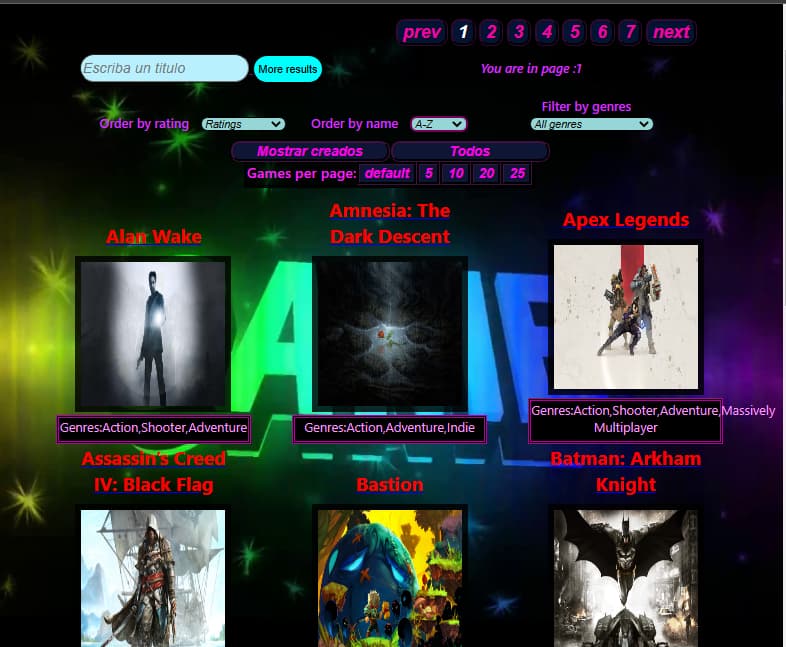 prev 1 2 3 4 5 6 7 next
Escriba un titulo
More results
You are in page :1
Filter by genres
Order by rating Ratings Order by name A-Z All genres
Mostrar creados Todos
Games per page: default 5 10 20 25
Alan Wake
Amnesia: The
Dark Descent
Apex Legends
Genres:Action,Shooter,Adventure
Genres:Action,Adventure,Indie
Genres:Action,Shooter,Adventure,Massively
Multiplayer
Assassin's Creed
IV: Black Flag
Bastion
Batman: Arkham
Knight